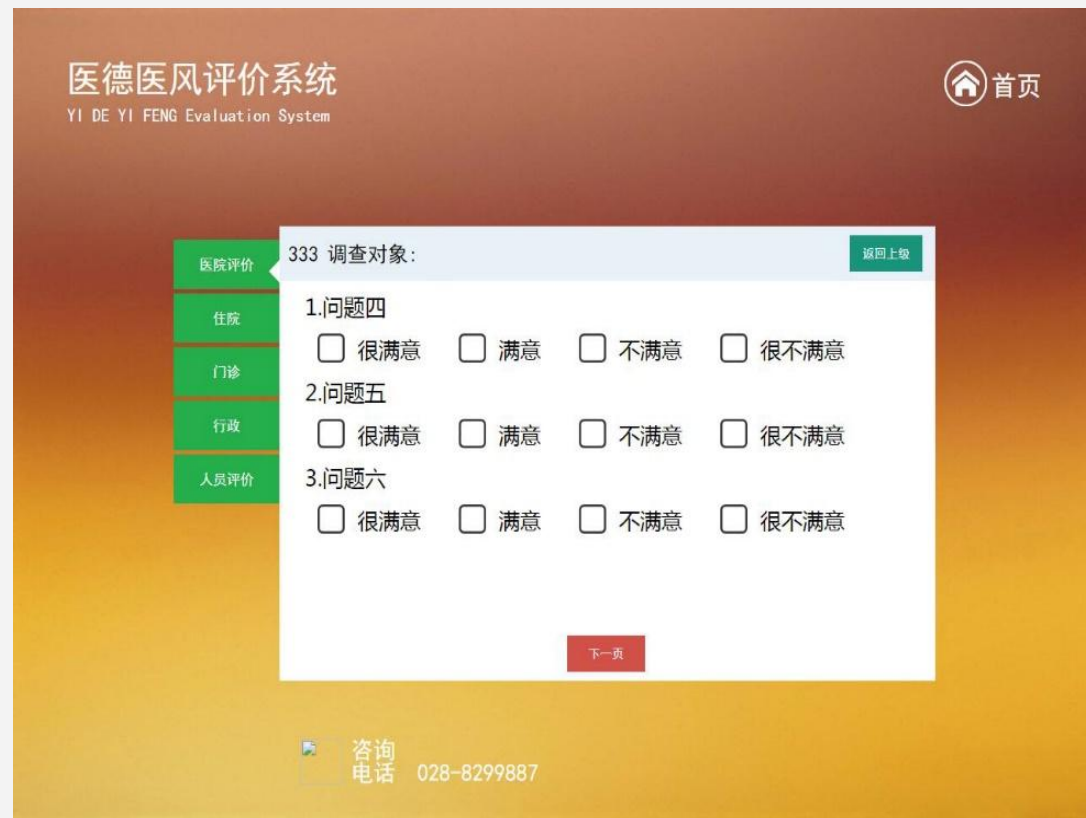 医德医风评价系统
YI DE YI FENG Evaluation System
首页
医院评价
住院
门诊
行政
人员评价
333 调查对象:
返回上级
1.问题四
很满意 满意 不满意 很不满意
2.问题五
很满意 满意 不满意 很不满意
3.问题六
很满意 满意 不满意 很不满意
下一页
咨询
电话 028-8299887